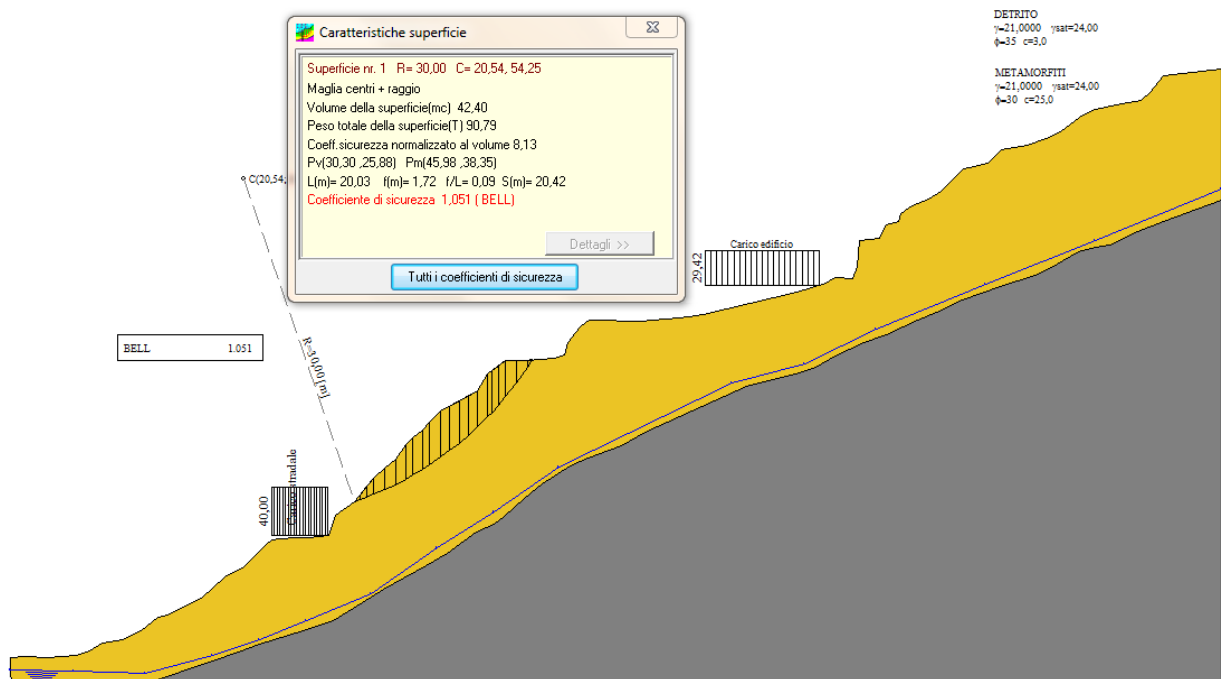 DETRITO
γ=21,0000 γsat=24,00
ϕ=35 c=3,0
METAMORFITI
γ=21,0000 γsat=24,00
ϕ=30 c=25,0
Caratteristiche superficie
Superficie nr. 1 R= 30,00 C= 20,54, 54,25
Maglia centri + raggio
Volume della superficie(mc) 42,40
Peso totale della superficie(T) 90,79
Coeff.sicurezza normalizzato al volume 8,13
Pv(30,30 ,25,88) Pm(45,98 ,38,35)
L(m)= 20,03 f(m)= 1,72 f/L= 0,09 S(m)= 20,42
Coefficiente di sicurezza 1,051 ( BELL)
Dettagli >>
Tutti i coefficienti di sicurezza
C(20,54;
R=30,00 [m]
Carico edificio
29,42
BELL 1.051
Carico stradale
40,00